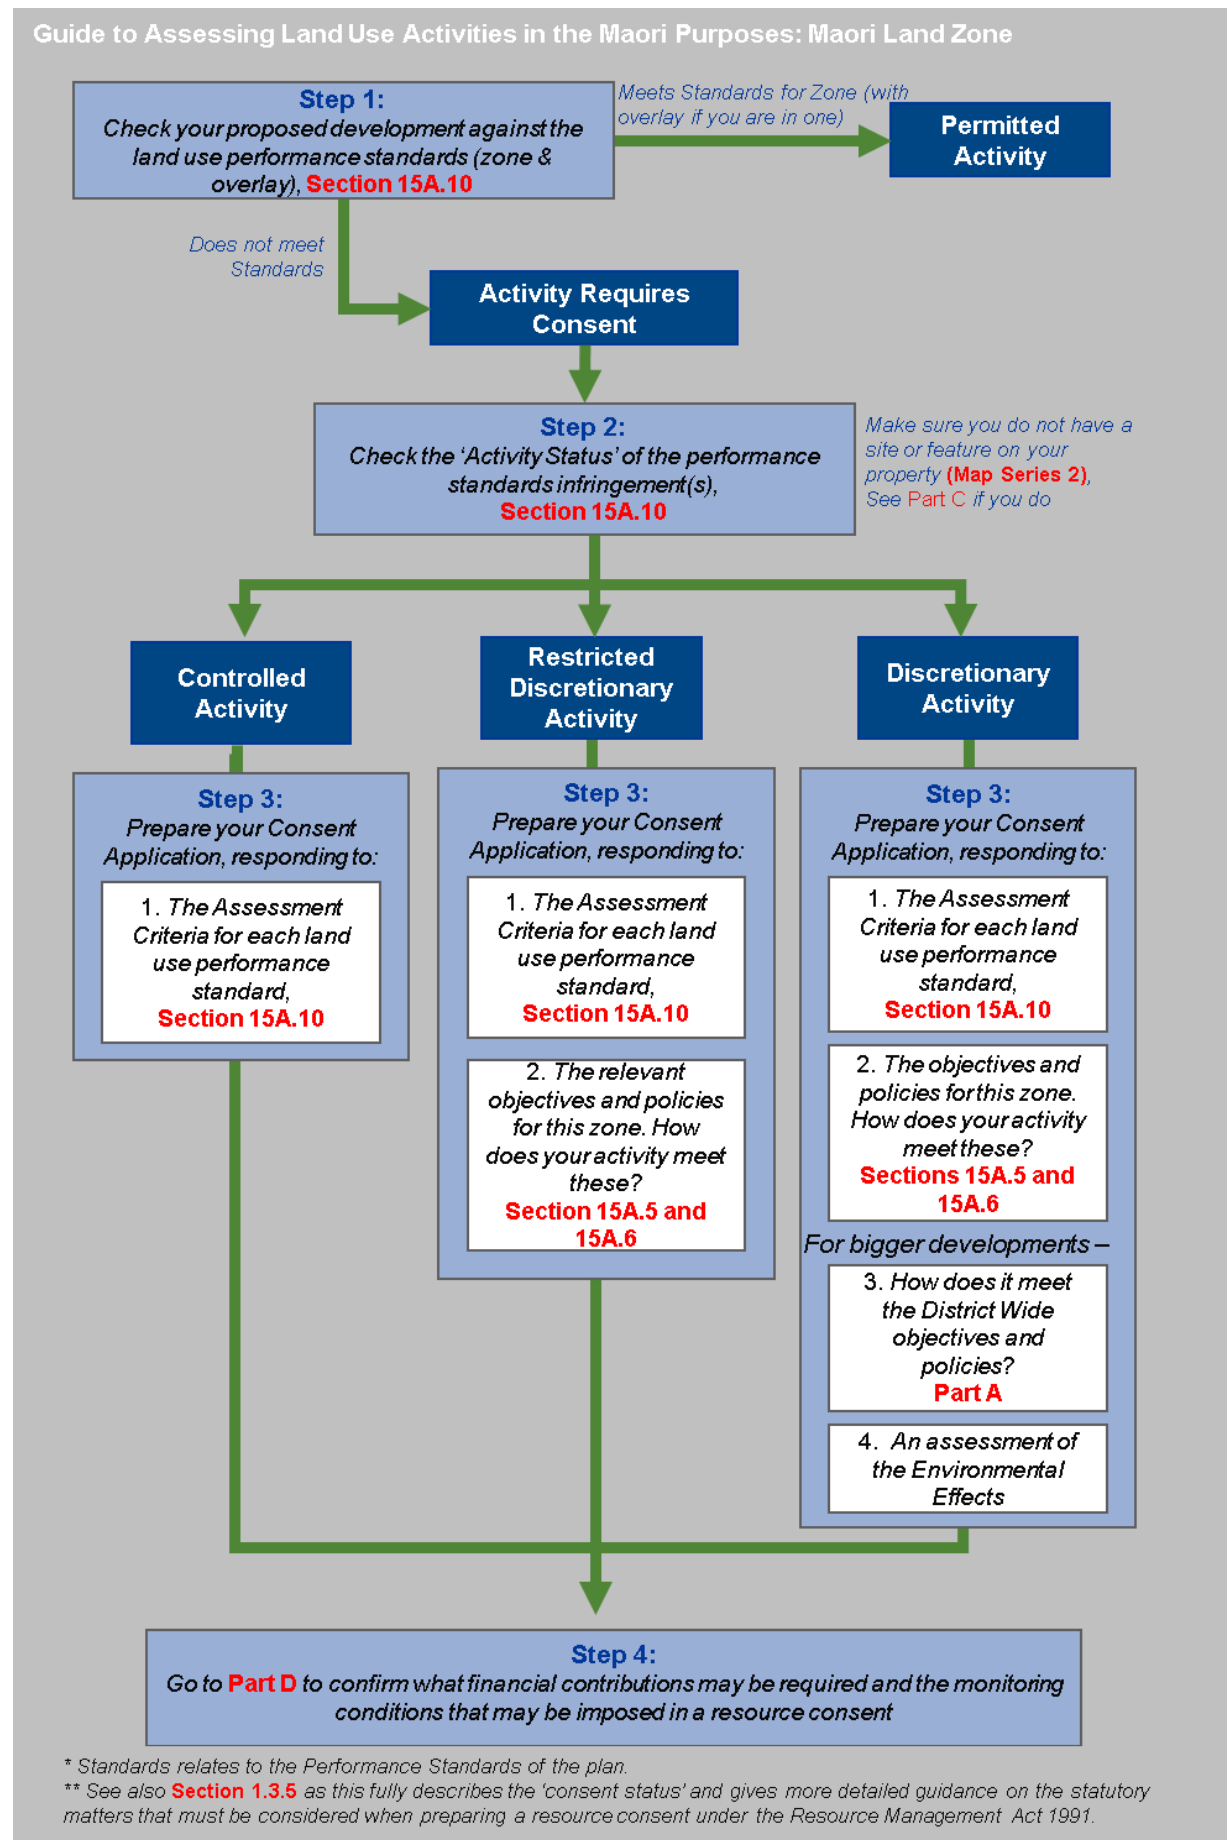 Guide to Assessing Land Use Activities in the Maori Purposes: Maori Land Zone
Step 1:
Check your proposed development against the
land use performance standards (zone &
overlay), Section 15A.10
Meets Standards for Zone (with
overlay if you are in one)
Permitted
Activity
Does not meet
Standards
Activity Requires
Consent
Step 2:
Check the ‘Activity Status’ of the performance
standards infringement(s),
Section 15A.10
Make sure you do not have a
site or feature on your
property (Map Series 2),
See Part C if you do
Controlled
Activity
Restricted
Discretionary
Activity
Discretionary
Activity
Step 3:
Prepare your Consent
Application, responding to:
1. The Assessment
Criteria for each land
use performance
standard,
Section 15A.10
Step 3:
Prepare your Consent
Application, responding to:
1. The Assessment
Criteria for each land
use performance
standard,
Section 15A.10
2. The relevant
objectives and policies
for this zone. How
does your activity meet
these?
Section 15A.5 and
15A.6
Step 3:
Prepare your Consent
Application, responding to:
1. The Assessment
Criteria for each land
use performance
standard,
Section 15A.10
2. The objectives and
policies for this zone.
How does your activity
meet these?
Sections 15A.5 and
15A.6
For bigger developments –
3. How does it meet
the District Wide
objectives and
policies?
Part A
4. An assessment of
the Environmental
Effects
Step 4:
Go to Part D to confirm what financial contributions may be required and the monitoring
conditions that may be imposed in a resource consent
* Standards relates to the Performance Standards of the plan.
** See also Section 1.3.5 as this fully describes the ‘consent status’ and gives more detailed guidance on the statutory
matters that must be considered when preparing a resource consent under the Resource Management Act 1991.